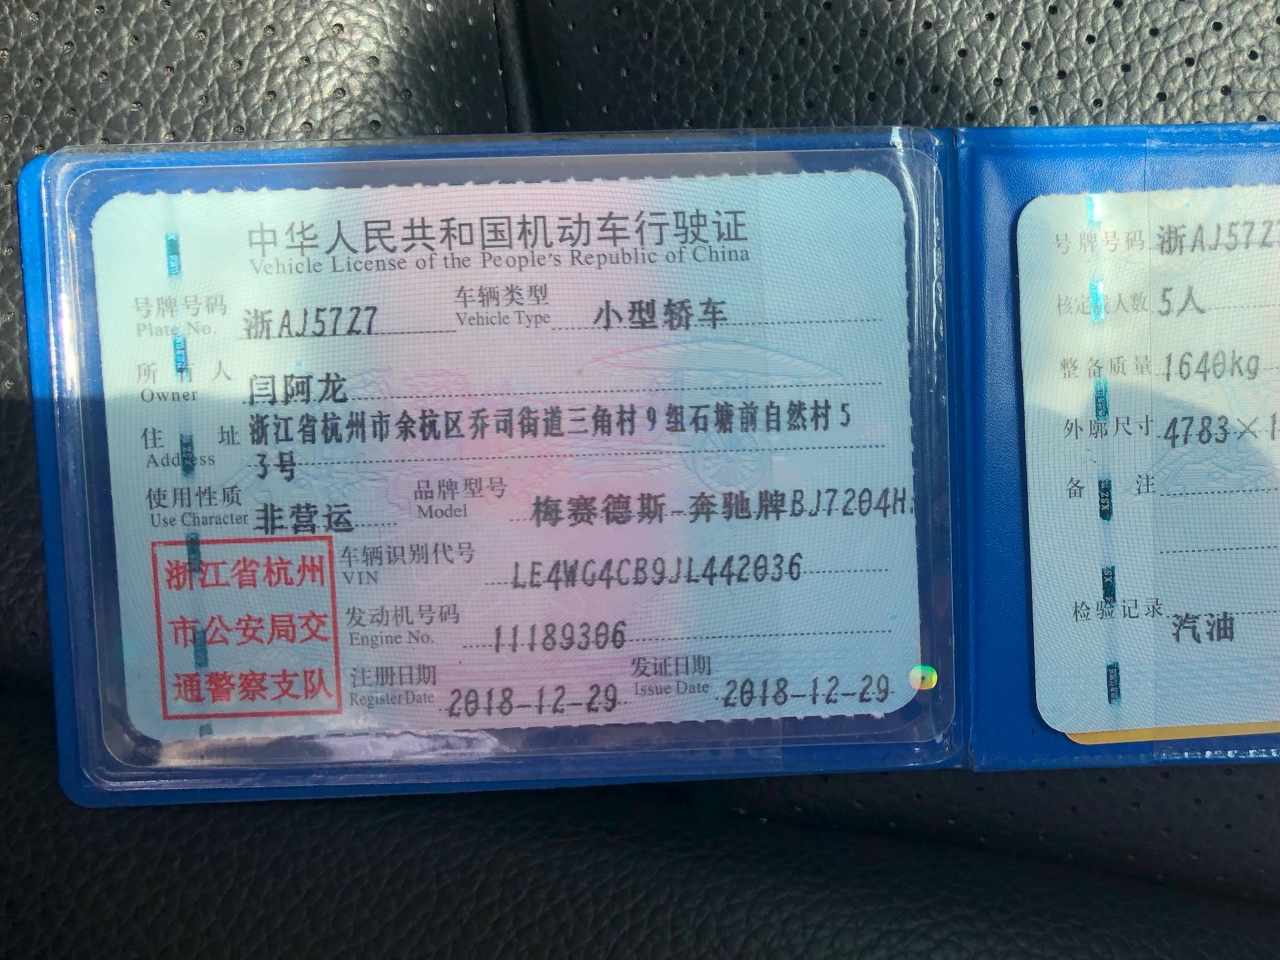 中华人民共和国机动车行驶证
Vehicle License of the People's Republic of China
号牌号码 浙AJ57Z7 车辆类型 小型轿车
Plate No. Vehicle Type
所有人 闫阿龙
Owner
住址 浙江省杭州市余杭区乔司街道三角村9组石塘前自然村5
Address 3号
使用性质 非营运 品牌型号 梅赛德斯-奔驰牌BJ7204H
Use Character Model
浙江省杭州
市公安局交
通警察支队
车辆识别代号 LE4WG4CB9JL442036
VIN
发动机号码 11189306
Engine No.
注册日期 2018-12-29 发证日期 2018-12-29
Register Date Issue Date
号牌号码 浙AJ57Z
核定载人数 5人
整备质量 1640kg
外廓尺寸 4783×1
备注
检验记录
汽油